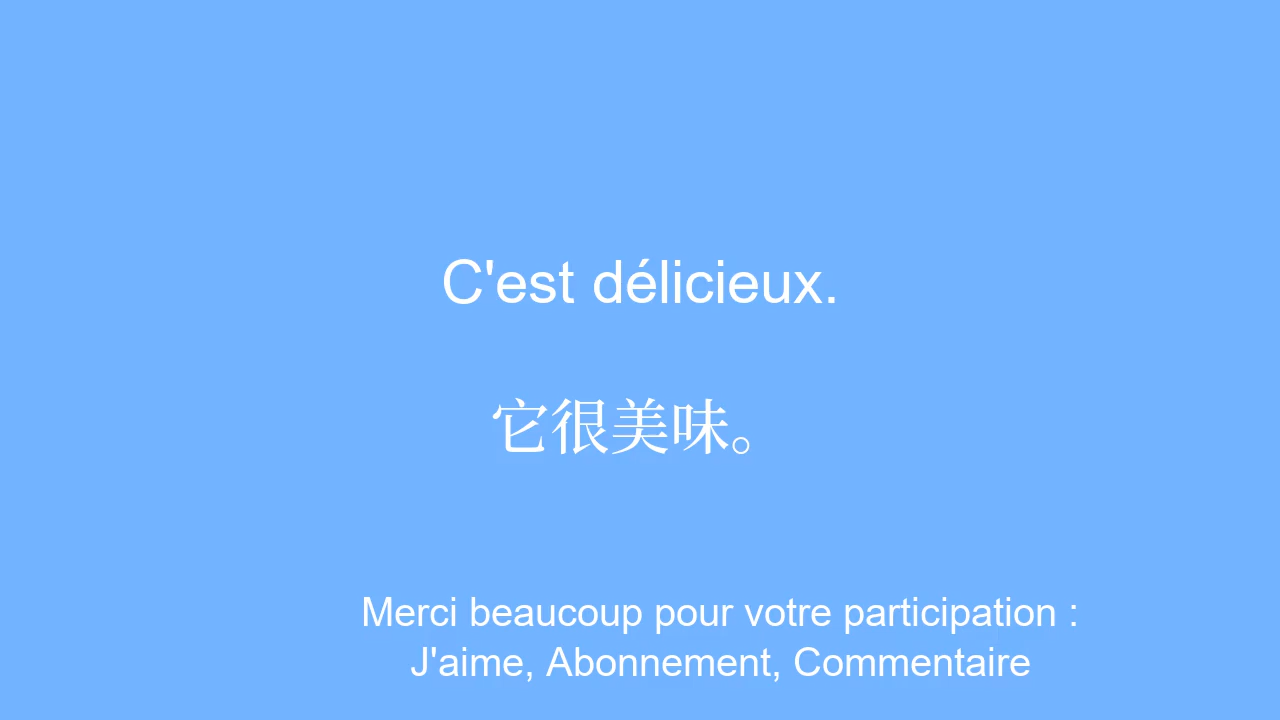 C'est délicieux.
它很美味。
Merci beaucoup pour votre participation :
J'aime, Abonnement, Commentaire